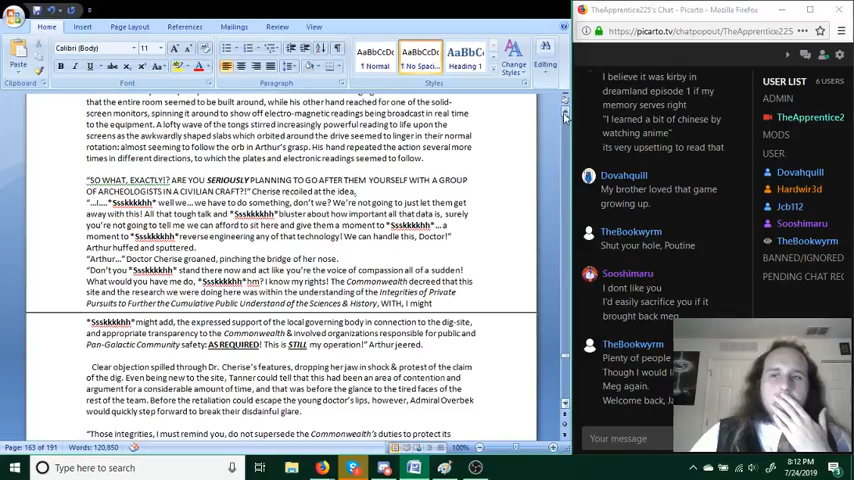 TheApprentice225's Chat - Picarto - Mozilla Firefox
Home
Insert
Page Layout
References
Mailings
Review
View
https://picarto.tv/chatpopout/TheApprentice225
Paste
Calibri (Body)
11
AaBbCcDc
AaBbCcDc
AaBbCc
¶ Normal
¶ No Spaci...
Heading 1
Change
Styles
Editing
Clipboard
Font
Paragraph
Styles
that the entire room seemed to be built around, while his other hand reached for one of the solid-
screen monitors, spinning it around to show off electro-magnetic readings being broadcast in real time
to the equipment. A lofty wave of the tongs stirred increasingly powerful reading to life upon the
screens as the awkwardly shaped slabs which orbited around the drive seemed to linger in their normal
rotation: almost seeming to follow the orb in Arthur's grasp. His hand repeated the action several more
times in different directions, to which the plates and electronic readings seemed to follow.
"SO WHAT, EXACTLY!? ARE YOU SERIOUSLY PLANNING TO GO AFTER THEM YOURSELF WITH A GROUP
OF ARCHEOLOGISTS IN A CIVILIAN CRAFT?!" Cherise recoiled at the idea.
"...I....*Ssskkkkkhh* well we... we have to do something, don't we? We're not going to just let them get
away with this! All that tough talk and *Ssskkkkkhh*bluster about how important all that data is, surely
you're not going to tell me we can afford to sit here and give them a moment to *Ssskkkkkhh*... a
moment to *Ssskkkkkhh*reverse engineering any of that technology! We can handle this, Doctor!"
Arthur huffed and sputtered.
"Arthur..." Doctor Cherise groaned, pinching the bridge of her nose.
"Don't you *Ssskkkkkhh* stand there now and act like you're the voice of compassion all of a sudden!
What would you have me do, *Ssskkkkkhh*hm? I know my rights! The Commonwealth decreed that this
site and the research we were doing here was within the understanding of the Integrities of Private
Pursuits to Further the Cumulative Public Understand of the Sciences & History, WITH, I might
*Ssskkkkkhh*might add, the expressed support of the local governing body in connection to the dig-site,
and appropriate transparency to the Commonwealth & involved organizations responsible for public and
Pan-Galactic Community safety: AS REQUIRED! This is STILL my operation!" Arthur jeered.
Clear objection spilled through Dr. Cherise's features, dropping her jaw in shock & protest of the claim
of the dig. Even being new to the site, Tanner could tell that this had been an area of contention and
argument for a considerable amount of time, and that was before the glance to the tired faces of the
rest of the team. Before the retaliation could escape the young doctor's lips, however, Admiral Overbek
would quickly step forward to break their disdainful glare.
"Those integrities, I must remind you, do not supersede the Commonwealth's duties to protect its
Page: 163 of 191
Words: 120,850
100%
I believe it was kirby in
dreamland episode 1 if my
memory serves right
"I learned a bit of chinese by
watching anime"
its very upsetting to read that
Dovahquill
My brother loved that game
growing up.
TheBookwyrm
Shut your hole, Poutine
Sooshimaru
I dont like you
I'd easily sacrifice you if it
brought back meg
TheBookwyrm
Plenty of people
Though I would l
Meg again.
Welcome back, Ja
Your message
USER LIST
6 USERS
ADMIN
TheApprentice2
MODS
USER
Dovahquill
Hardwir3d
Jcb112
Sooshimaru
TheBookwyrm
BANNED/IGNORED
PENDING CHAT REQ
Type here to search
8:12 PM
7/24/2019